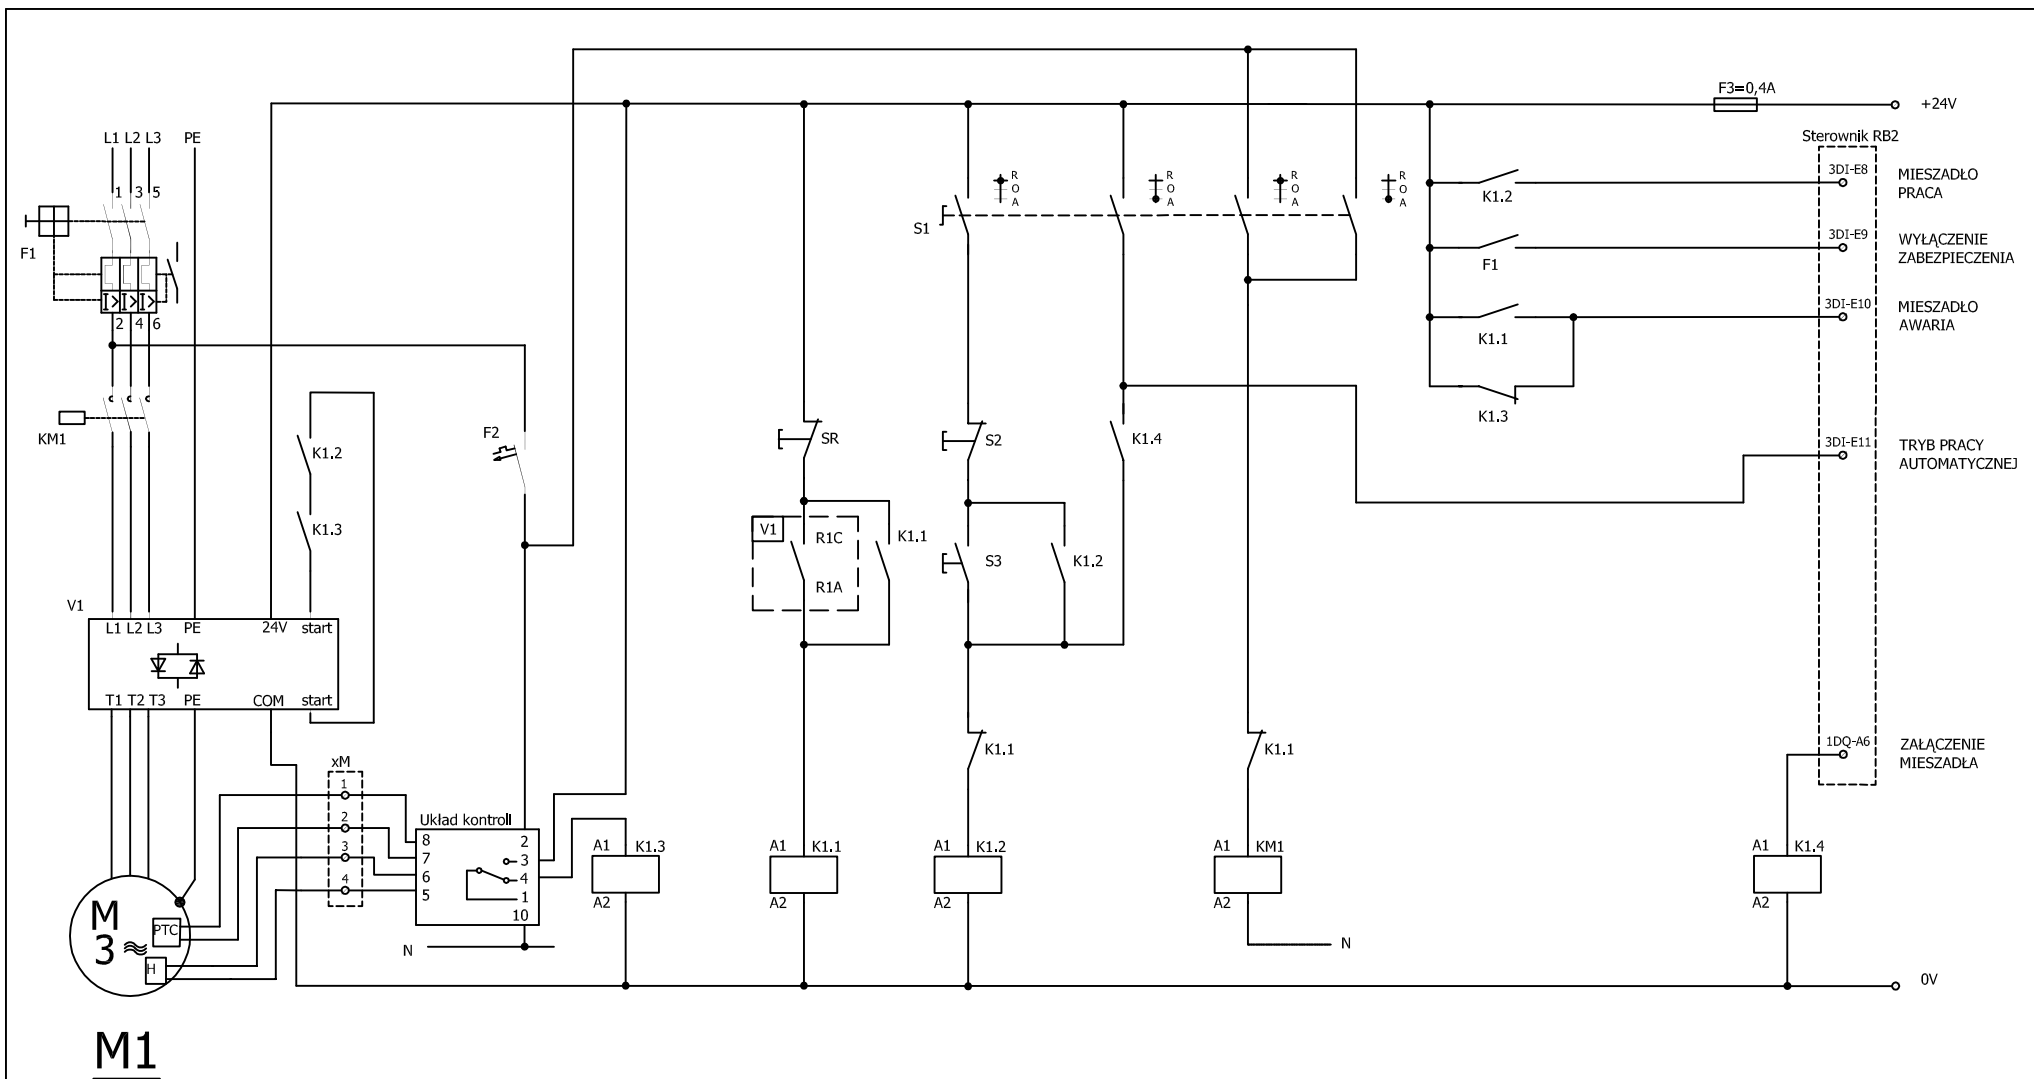 F3=0,4A
+24V
L1 L2 L3 PE
Sterownik RB2
3DI-E8
MIESZADŁO
PRACA
R
O
A
R
O
A
R
O
A
R
O
A
1 3 5
K1.2
S1
F1
3DI-E9
WYŁĄCZENIE
ZABEZPIECZENIA
F1
3DI-E10
MIESZADŁO
AWARIA
2 4 6
K1.1
K1.3
KM1
F2
SR
S2
K1.4
3DI-E11
TRYB PRACY
AUTOMATYCZNEJ
K1.2
K1.3
V1
R1C
K1.1
R1A
S3
K1.2
V1
L1 L2 L3 PE 24V start
T1 T2 T3 PE COM start
K1.1
K1.1
1DQ-A6
ZAŁĄCZENIE
MIESZADŁA
xM
1
2
3
4
Układ kontroli
8 2
7 3
6 4
5 1
10
A1 K1.3
A2
A1 K1.1
A2
A1 K1.2
A2
A1 KM1
A2
A1 K1.4
A2
M
3
PTC
H
N
N
0V
M1